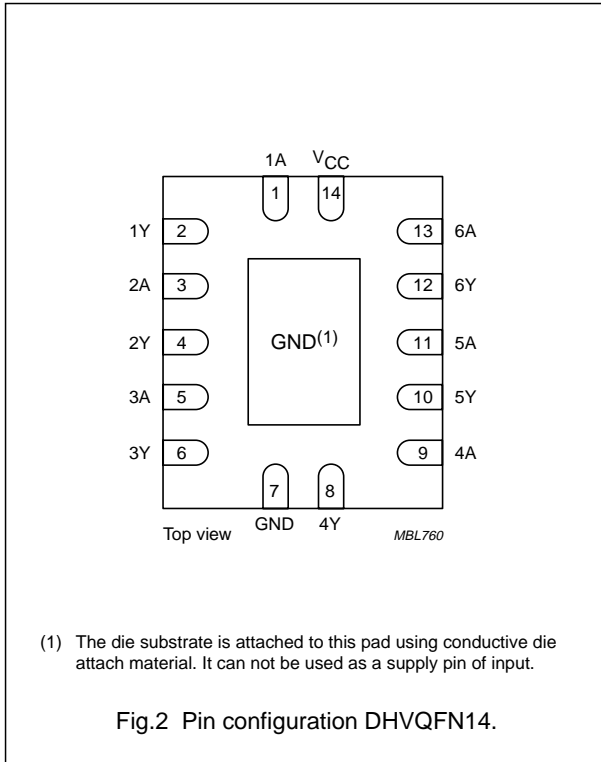 1A VCC
1 14
1Y 2 13 6A
2A 3 12 6Y
2Y 4 GND(1) 11 5A
3A 5 10 5Y
3Y 6 9 4A
7 8
Top view GND 4Y MBL760
(1) The die substrate is attached to this pad using conductive die
attach material. It can not be used as a supply pin of input.
Fig.2 Pin configuration DHVQFN14.